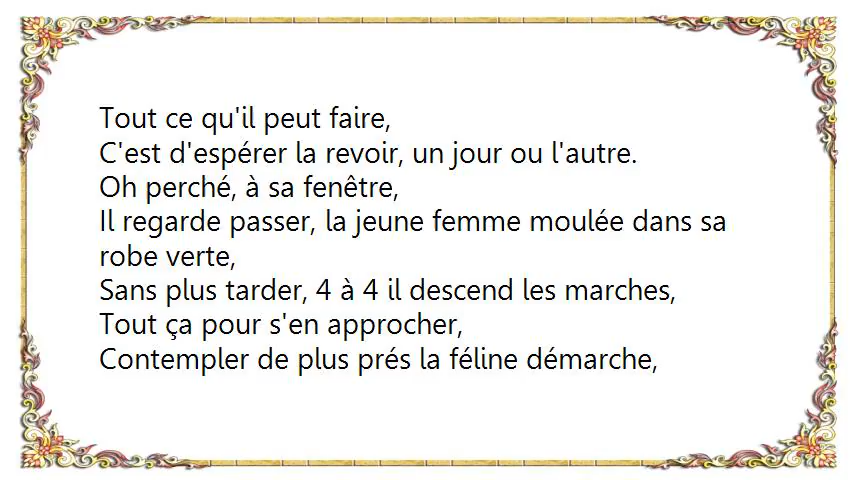 Tout ce qu'il peut faire,
C'est d'espérer la revoir, un jour ou l'autre.
Oh perché, à sa fenêtre,
Il regarde passer, la jeune femme moulée dans sa
robe verte,
Sans plus tarder, 4 à 4 il descend les marches,
Tout ça pour s'en approcher,
Contempler de plus prés la féline démarche,